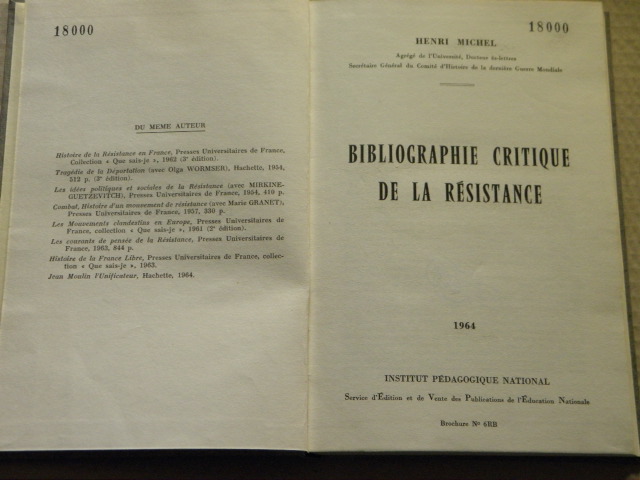 18000
DU MEME AUTEUR
Histoire de la Résistance en France, Presses Universitaires de France,
Collection « Que sais-je », 1962 (3e édition).
Tragédie de la Déportation (avec Olga WORMSER), Hachette, 1954,
512 p. (3e édition).
Les idées politiques et sociales de la Résistance (avec MIRKINE-
GUETZEVITCH), Presses Universitaires de France, 1954, 410 p.
Combat, Histoire d'un mouvement de résistance (avec Marie GRANET),
Presses Universitaires de France, 1957, 330 p.
Les Mouvements clandestins en Europe, Presses Universitaires de
France, collection « Que sais-je », 1961 (2e édition).
Les courants de pensée de la Résistance, Presses Universitaires de
France, 1963, 844 p.
Histoire de la France Libre, Presses Universitaires de France, collec-
tion « Que sais-je », 1963.
Jean Moulin l'Unificateur, Hachette, 1964.
18000
HENRI MICHEL
Agrégé de l'Université, Docteur ès-lettres
Secrétaire Général du Comité d'Histoire de la dernière Guerre Mondiale
BIBLIOGRAPHIE CRITIQUE
DE LA RÉSISTANCE
1964
INSTITUT PÉDAGOGIQUE NATIONAL
Service d'Édition et de Vente des Publications de l'Éducation Nationale
Brochure No 6RB